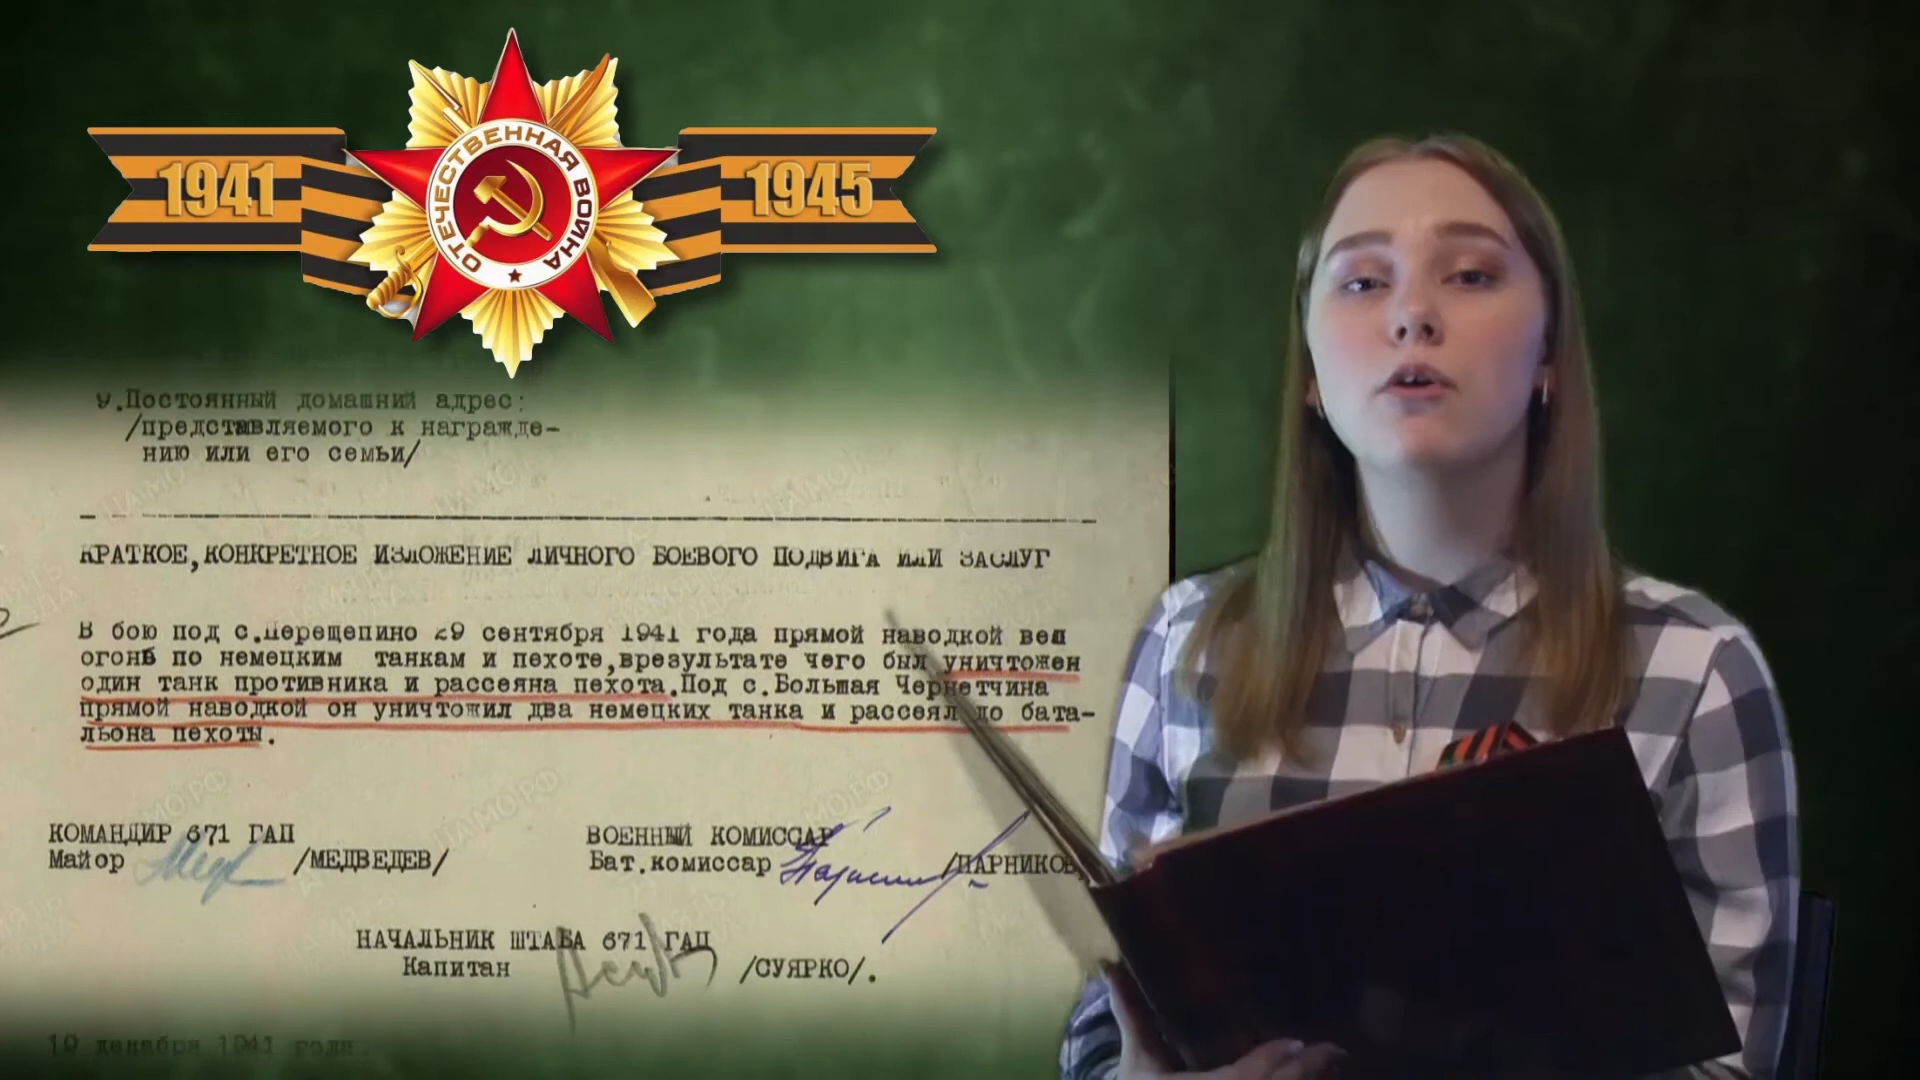 1941
ОТЕЧЕСТВЕННАЯ ВОЙНА
1945
9.Постоянный домашний адрес:
/представляемого к награжде-
нию или его семьи/
КРАТКОЕ,КОНКРЕТНОЕ ИЗЛОЖЕНИЕ ЛИЧНОГО БОЕВОГО ПОДВИГА ИЛИ ЗАСЛУГ
В бою под с.Перещепино 29 сентября 1941 года прямой наводкой вел
огонь по немецким танкам и пехоте,врезультате чего был уничтожен
один танк противника и рассеяна пехота.Под с.Большая Чернетчина
прямой наводкой он уничтожил два немецких танка и рассеял до бата-
льона пехоты.
КОМАНДИР 671 ГАП
ВОЕННЫЙ КОМИССАР
Майор /МЕДВЕДЕВ/
Бат.комиссар /ПАРНИКОВ
НАЧАЛЬНИК ШТАБА 671 ГАП
Капитан /СУЯРКО/.
19 декабря 1941 года.